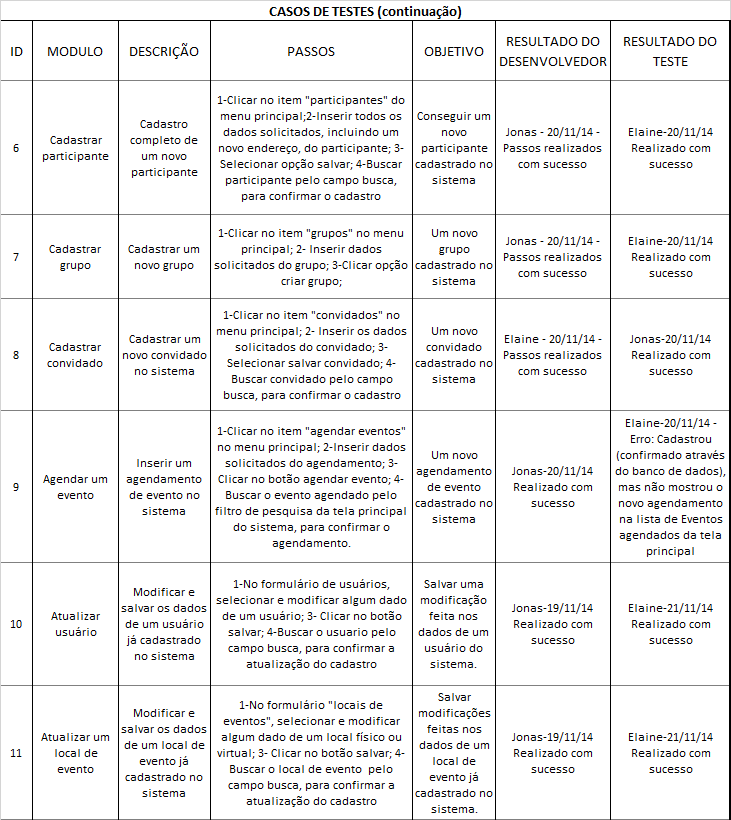 CASOS DE TESTES (continuação)
ID
MODULO
DESCRIÇÃO
PASSOS
OBJETIVO
RESULTADO DO
DESENVOLVEDOR
RESULTADO DO
TESTE
6
Cadastrar
participante
Cadastro
completo de
um novo
participante
1-Clicar no item "participantes" do
menu principal;2-Inserir todos os
dados solicitados, incluindo um
novo endereço, do participante; 3-
Selecionar opção salvar; 4-Buscar
participante pelo campo busca,
para confirmar o cadastro
Conseguir um
novo
participante
cadastrado no
sistema
Jonas - 20/11/14 -
Passos realizados
com sucesso
Elaine-20/11/14
Realizado com
sucesso
7
Cadastrar
grupo
Cadastrar um
novo grupo
1-Clicar no item "grupos" no menu
principal; 2- Inserir dados
solicitados do grupo; 3-Clicar opção
criar grupo;
Um novo
grupo
cadastrado no
sistema
Jonas - 20/11/14 -
Passos realizados
com sucesso
Elaine-20/11/14
Realizado com
sucesso
8
Cadastrar
convidado
Cadastrar um
novo convidado
no sistema
1-Clicar no item "convidados" no
menu principal; 2- Inserir os dados
solicitados do convidado; 3-
Selecionar salvar convidado; 4-
Buscar convidado pelo campo
busca, para confirmar o cadastro
Um novo
convidado
cadastrado no
sistema
Elaine - 20/11/14 -
Passos realizados
com sucesso
Jonas-20/11/14
Realizado com
sucesso
9
Agendar um
evento
Inserir um
agendamento
de evento no
sistema
1-Clicar no item "agendar eventos"
no menu principal; 2-Inserir dados
solicitados do agendamento; 3-
Clicar no botão agendar evento; 4-
Buscar o evento agendado pelo
filtro de pesquisa da tela principal
do sistema, para confirmar o
agendamento.
Um novo
agendamento
de evento
cadastrado no
sistema
Jonas-20/11/14
Realizado com
sucesso
Elaine-20/11/14 -
Erro: Cadastrou
(confirmado através
do banco de dados),
mas não mostrou o
novo agendamento
na lista de Eventos
agendados da tela
principal
10
Atualizar
usuário
Modificar e
salvar os dados
de um usuário
já cadastrado
no sistema
1-No formulário de usuários,
selecionar e modificar algum dado
de um usuário; 3- Clicar no botão
salvar; 4-Buscar o usuario pelo
campo busca, para confirmar a
atualização do cadastro
Salvar uma
modificação
feita nos
dados de um
usuário do
sistema.
Jonas-19/11/14
Realizado com
sucesso
Elaine-21/11/14
Realizado com
sucesso
11
Atualizar um
local de
evento
Modificar e
salvar os dados
de um local de
evento já
cadastrado no
sistema
1-No formulário "locais de
eventos", selecionar e modificar
algum dado de um local físico ou
virtual; 3- Clicar no botão salvar; 4-
Buscar o local de evento pelo
campo busca, para confirmar a
atualização do cadastro
Salvar
modificações
feitas nos
dados de um
local de
evento já
cadastrado no
sistema.
Jonas-19/11/14
Realizado com
sucesso
Elaine-21/11/14
Realizado com
sucesso